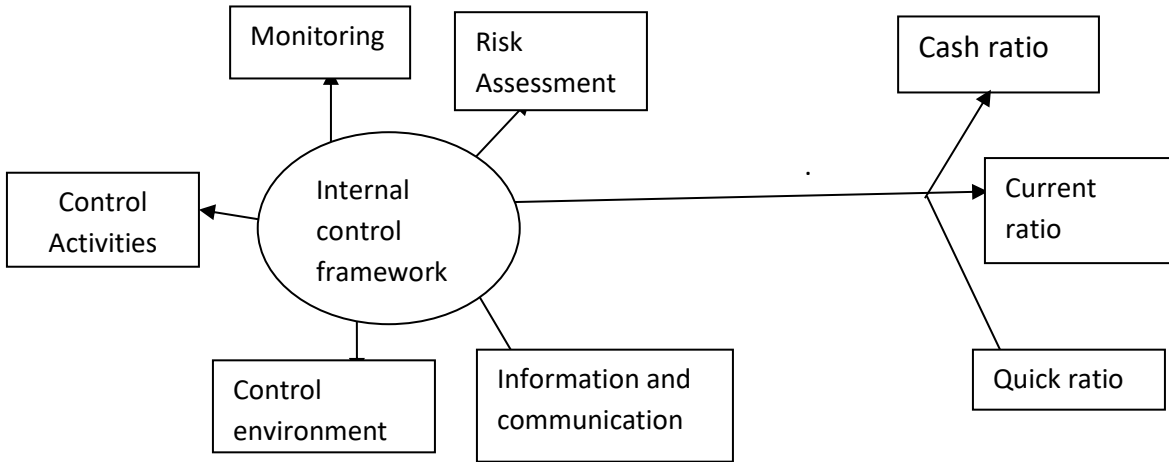 Monitoring
Risk
Assessment
Cash ratio
Control
Activities
Internal
control
framework
.
Current
ratio
Control
environment
Information and
communication
Quick ratio